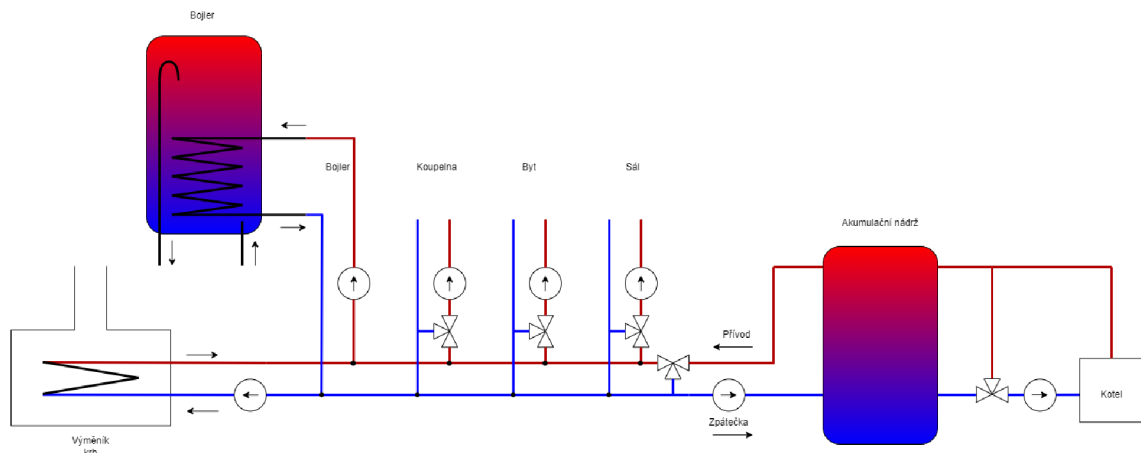 Bojler
Bojler
Koupelna
Byt
Sál
Akumulační nádrž
Přívod
Kotel
Zpátečka
Výměník